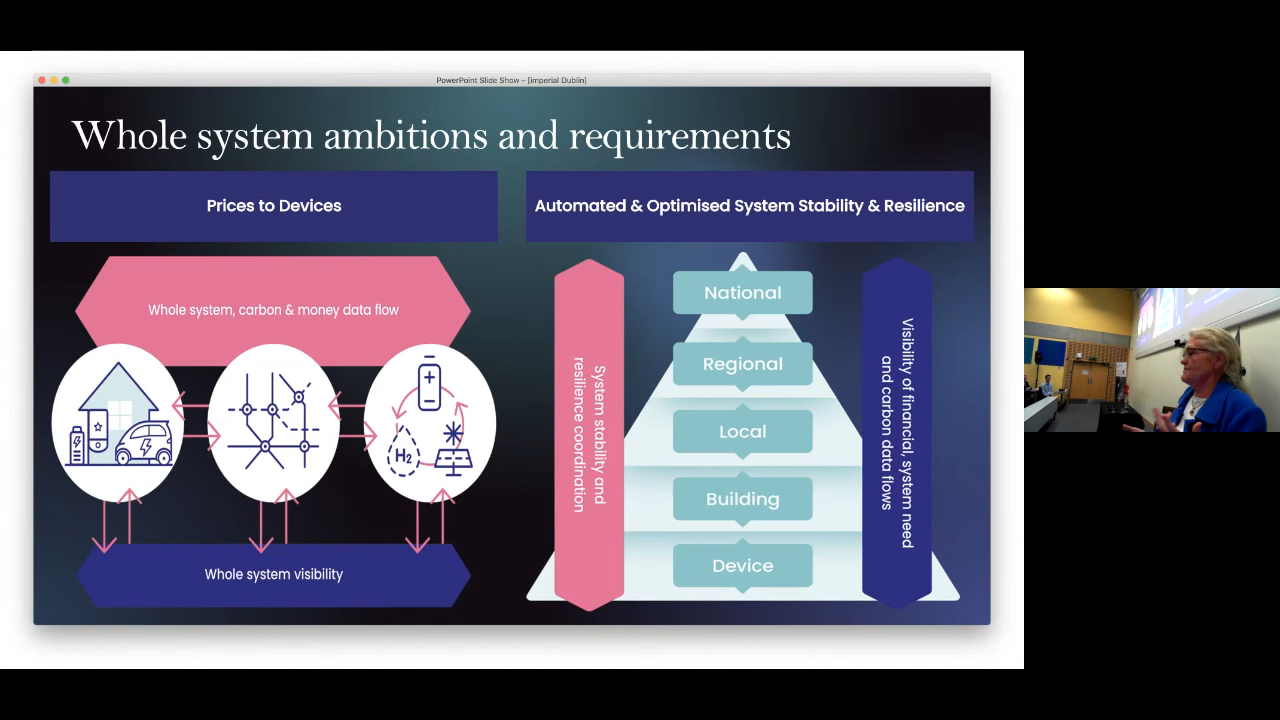 PowerPoint Slide Show – [imperial Dublin]
Whole system ambitions and requirements
Prices to Devices
Whole system, carbon & money data flow
H2
Whole system visibility
Automated & Optimised System Stability & Resilience
System stability and
resilience coordination
National
Regional
Local
Building
Device
Visibility of financial, system need
and carbon data flows